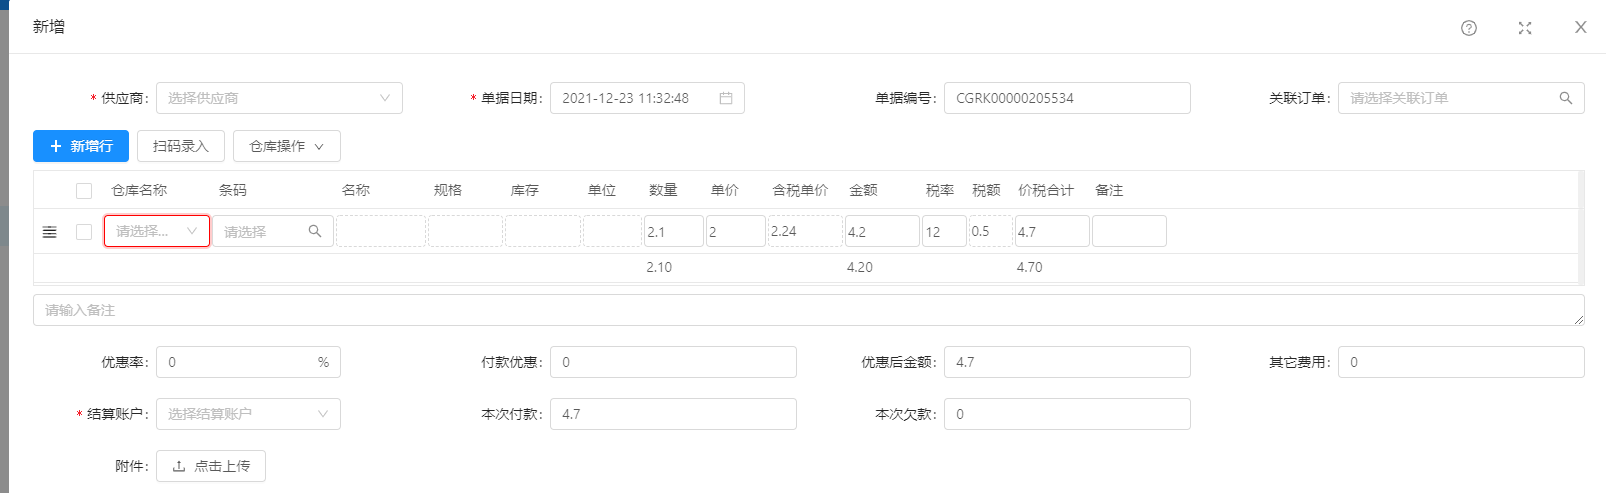 新增
* 供应商: 选择供应商 * 单据日期: 2021-12-23 11:32:48 单据编号: CGRK00000205534 关联订单: 请选择关联订单
+ 新增行 扫码录入 仓库操作
仓库名称 条码 名称 规格 库存 单位 数量 单价 含税单价 金额 税率 税额 价税合计 备注
请选择... 请选择 2.1 2 2.24 4.2 12 0.5 4.7
2.10 4.20 4.70
请输入备注
优惠率: 0 % 付款优惠: 0 优惠后金额: 4.7 其它费用: 0
* 结算账户: 选择结算账户 本次付款: 4.7 本次欠款: 0
附件: 点击上传